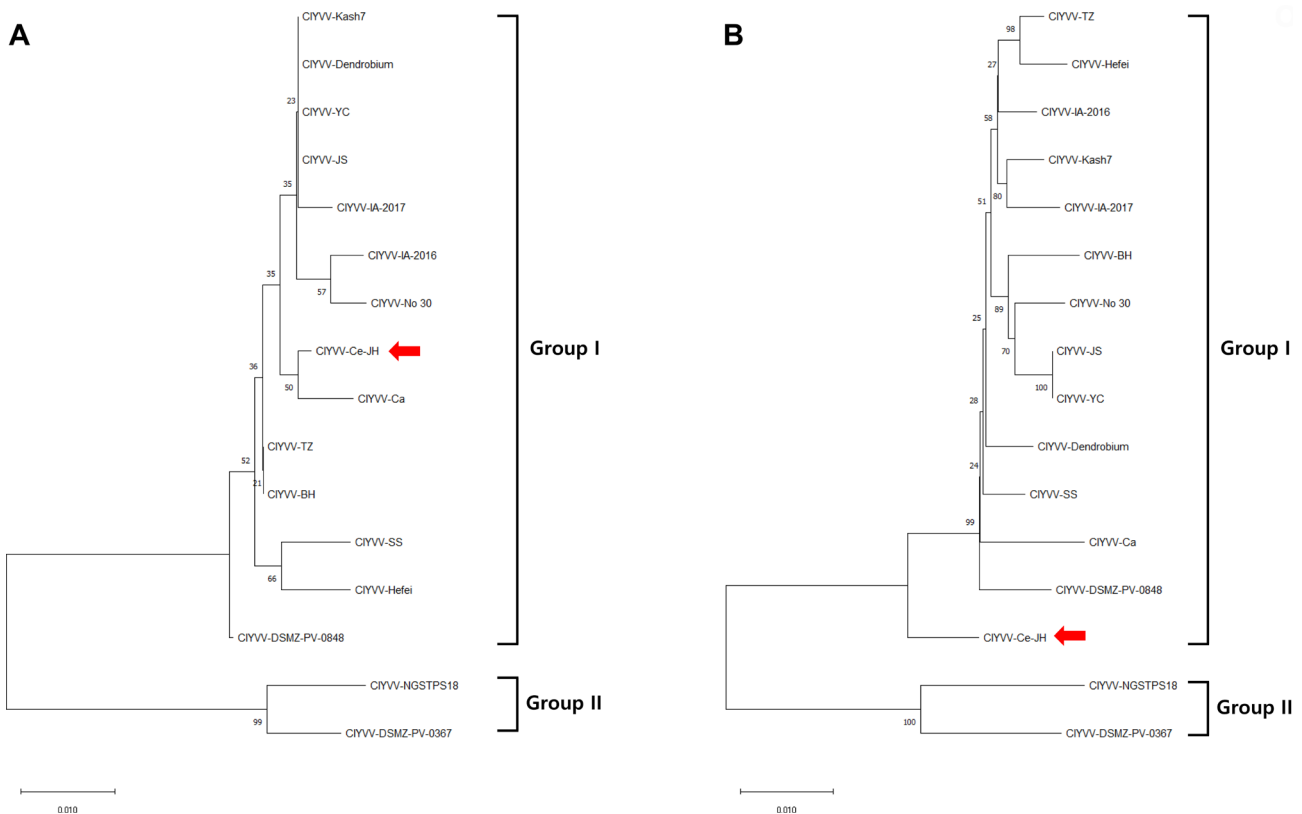 A
ClYVV-Kash7
ClYVV-Dendrobium
23
ClYVV-YC
ClYVV-JS
35
ClYVV-IA-2017
ClYVV-IA-2016
35
57
ClYVV-No 30
ClYVV-Ce-JH
Group I
36
50
ClYVV-Ca
ClYVV-TZ
52
21
ClYVV-BH
ClYVV-SS
66
ClYVV-Hefei
ClYVV-DSMZ-PV-0848
ClYVV-NGSTPS18
Group II
99
ClYVV-DSMZ-PV-0367
0.010
B
ClYVV-TZ
98
27
ClYVV-Hefei
ClYVV-IA-2016
58
ClYVV-Kash7
51
80
ClYVV-IA-2017
ClYVV-BH
89
ClYVV-No 30
25
70
ClYVV-JS
Group I
100
ClYVV-YC
28
ClYVV-Dendrobium
24
ClYVV-SS
99
ClYVV-Ca
ClYVV-DSMZ-PV-0848
ClYVV-Ce-JH
ClYVV-NGSTPS18
Group II
100
ClYVV-DSMZ-PV-0367
0.010